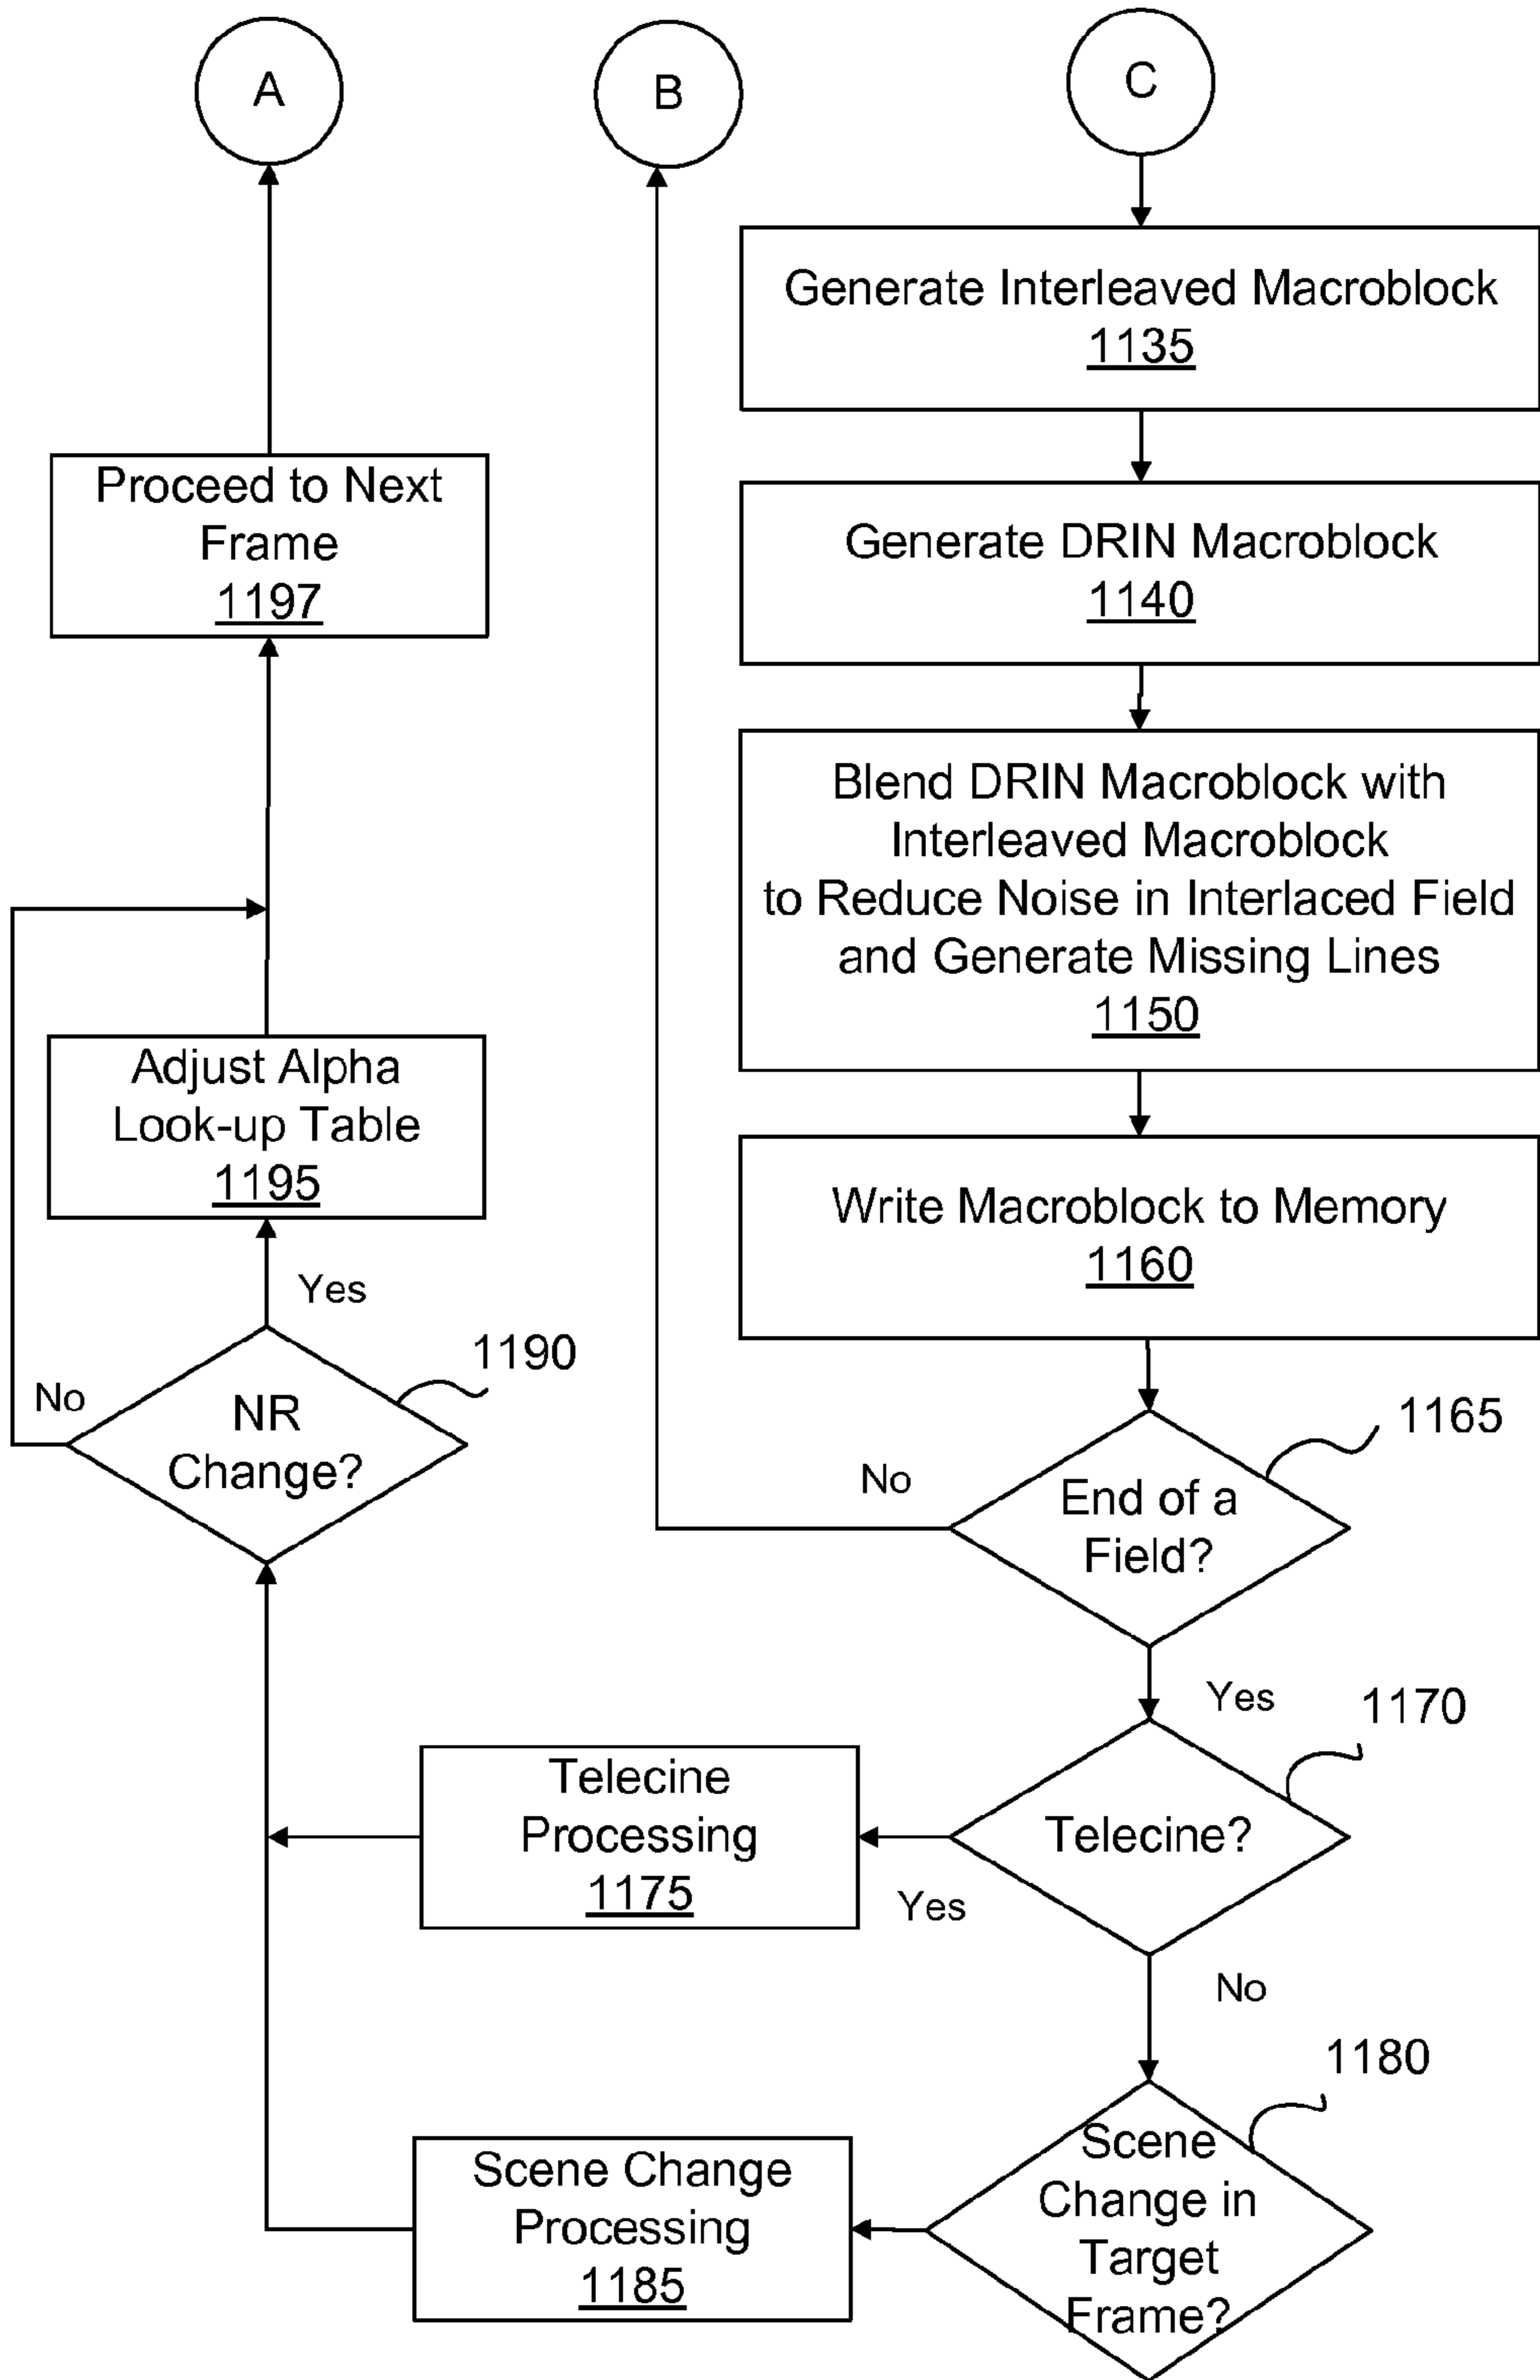 A
B
C
Generate Interleaved Macroblock
1135
Generate DRIN Macroblock
1140
Blend DRIN Macroblock with
Interleaved Macroblock
to Reduce Noise in Interlaced Field
and Generate Missing Lines
1150
Write Macroblock to Memory
1160
1165
End of a
Field?
No
Yes
1170
Telecine?
Yes
No
Telecine
Processing
1175
1180
Scene
Change in
Target
Frame?
Scene Change
Processing
1185
1190
NR
Change?
No
Yes
Adjust Alpha
Look-up Table
1195
Proceed to Next
Frame
1197